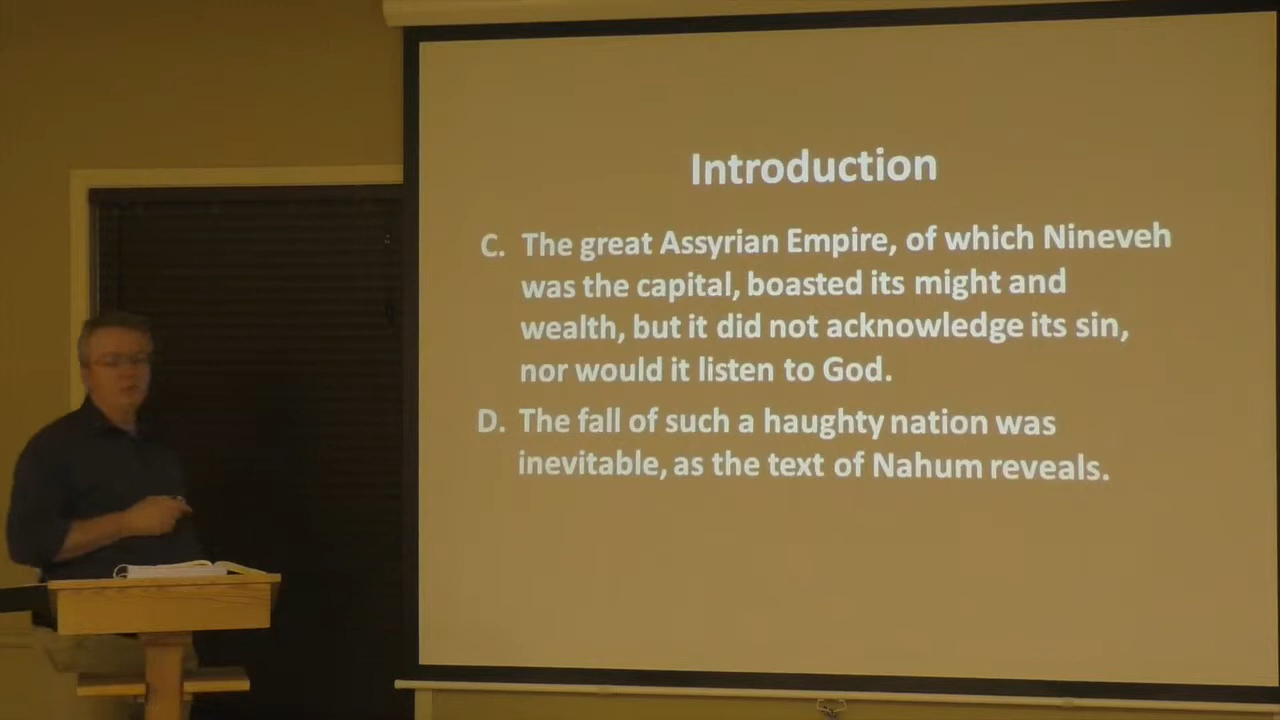 Introduction
C. The great Assyrian Empire, of which Nineveh
was the capital, boasted its might and
wealth, but it did not acknowledge its sin,
nor would it listen to God.
D. The fall of such a haughty nation was
inevitable, as the text of Nahum reveals.